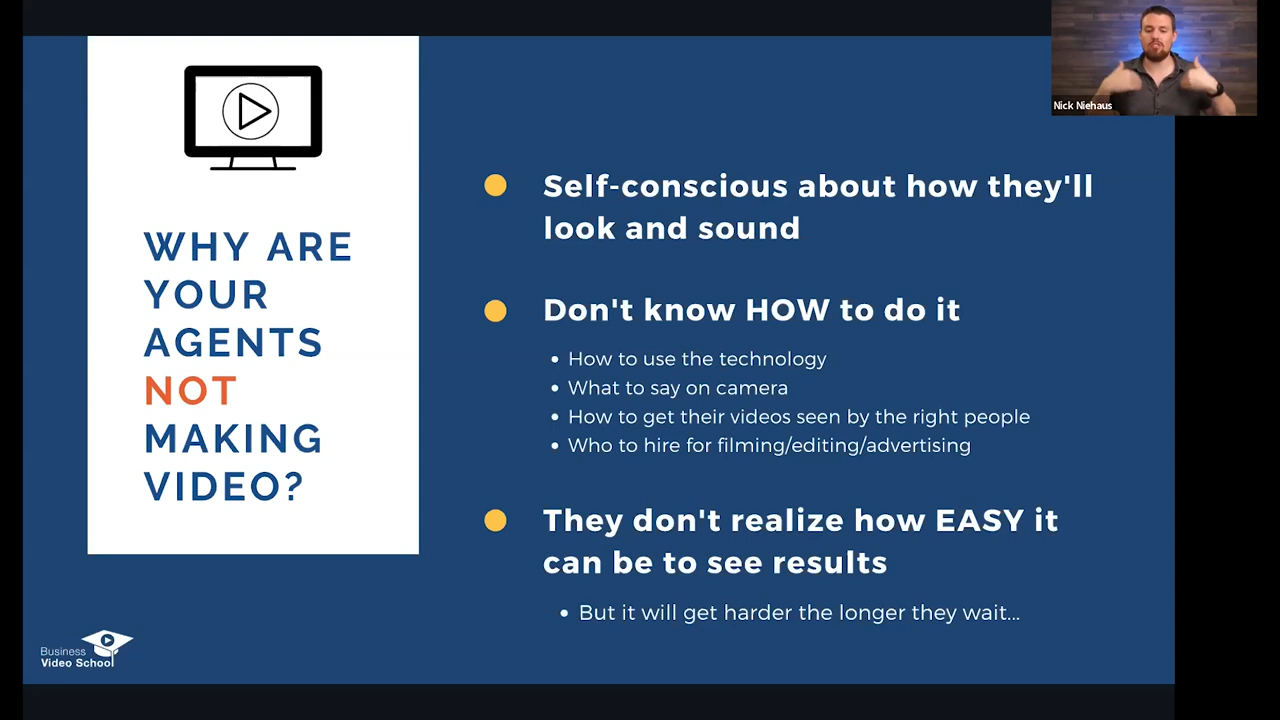 Nick Niehaus
WHY ARE
YOUR
AGENTS
NOT
MAKING
VIDEO?
Self-conscious about how they'll
look and sound
Don't know HOW to do it
• How to use the technology
• What to say on camera
• How to get their videos seen by the right people
• Who to hire for filming/editing/advertising
They don't realize how EASY it
can be to see results
• But it will get harder the longer they wait...
Business
Video School